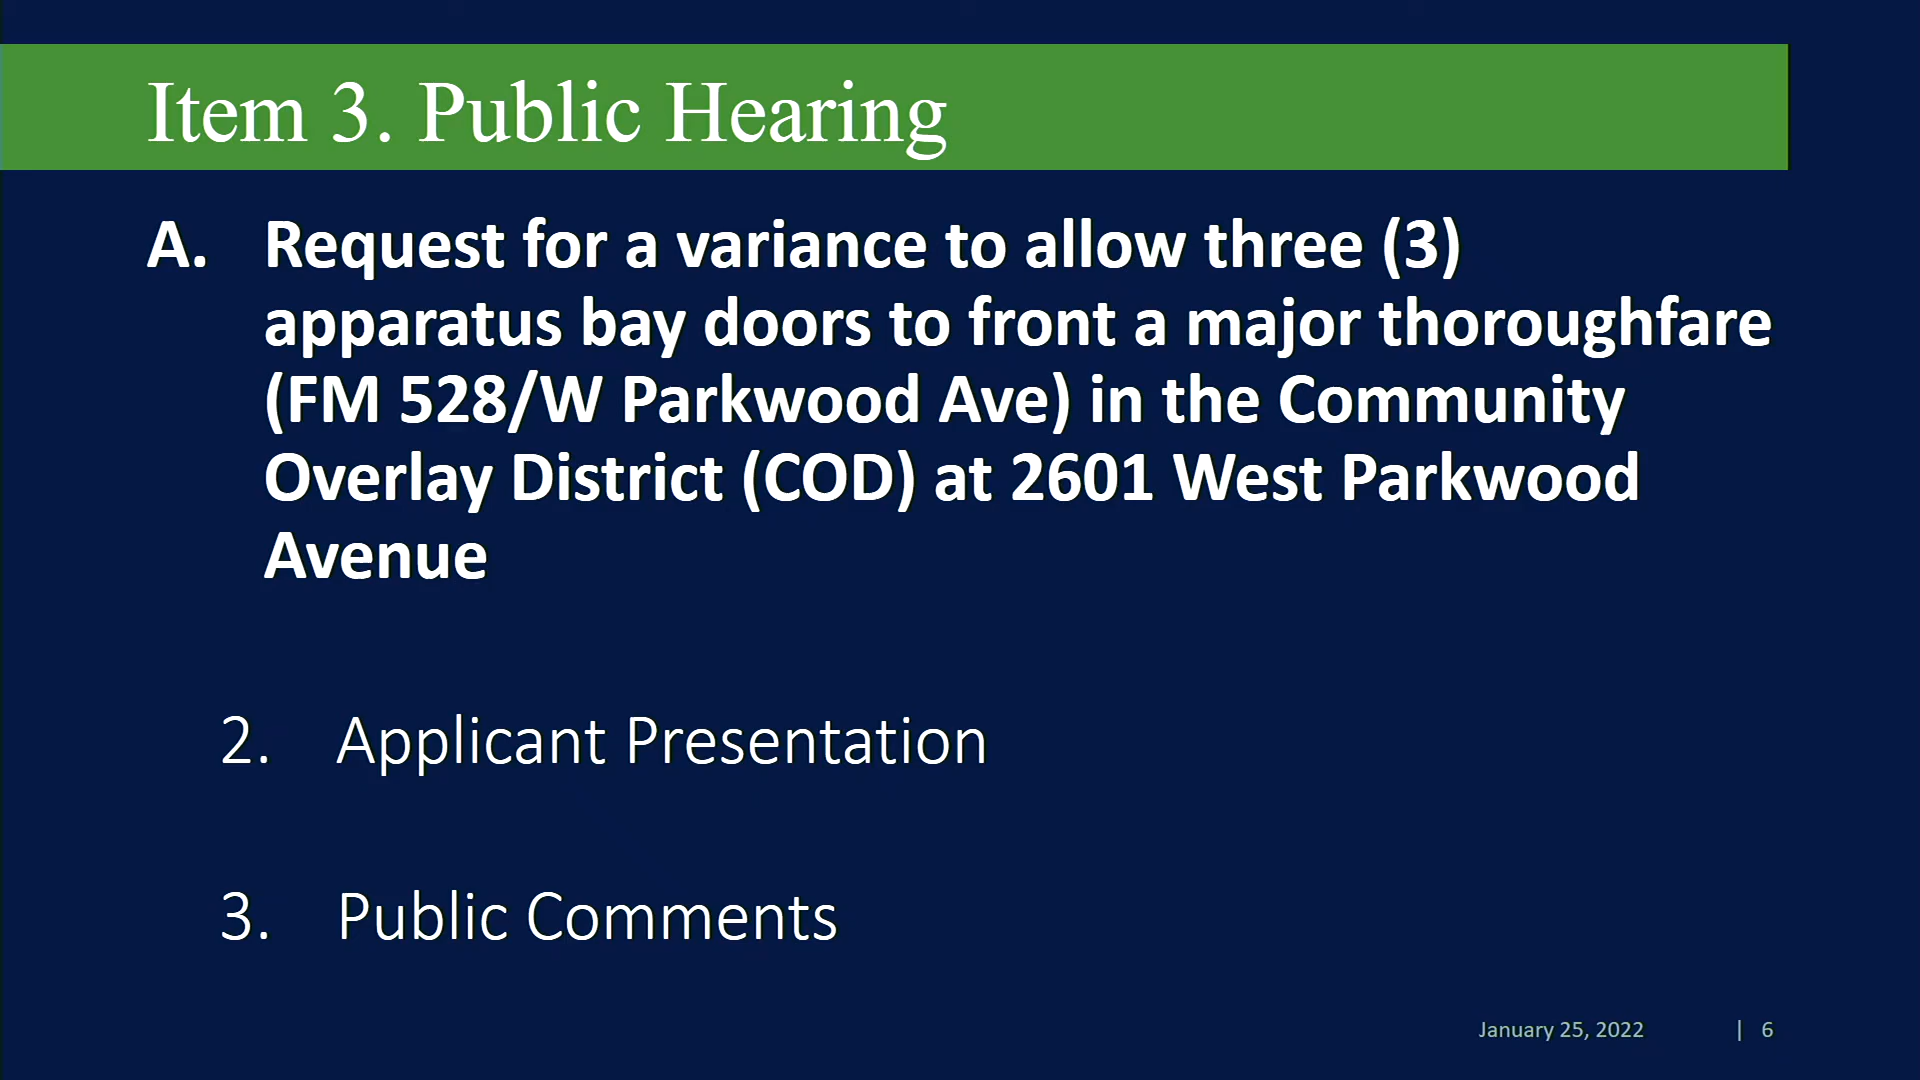 Item 3. Public Hearing
A. Request for a variance to allow three (3)
apparatus bay doors to front a major thoroughfare
(FM 528/W Parkwood Ave) in the Community
Overlay District (COD) at 2601 West Parkwood
Avenue
2. Applicant Presentation
3. Public Comments
January 25, 2022 | 6